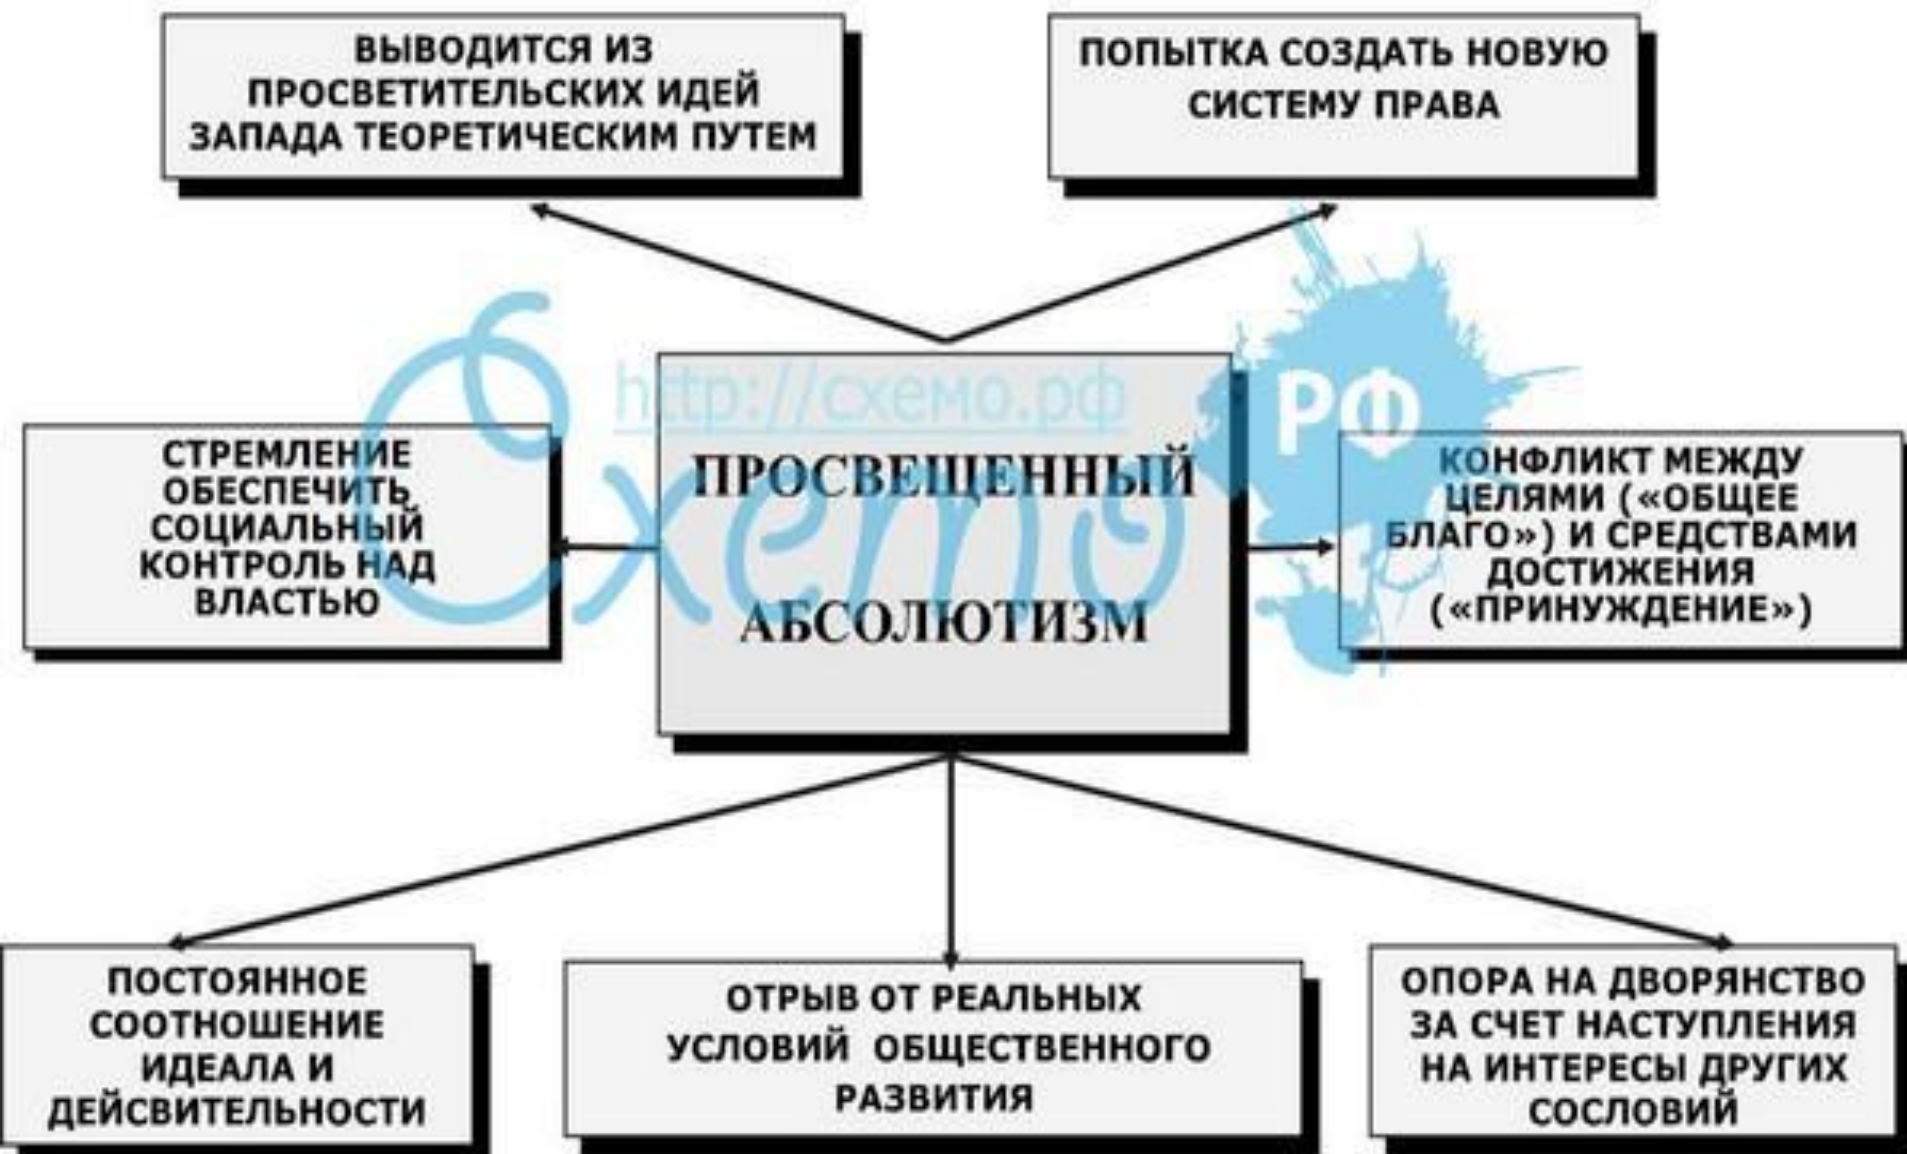 ВЫВОДИТСЯ ИЗ
ПРОСВЕТИТЕЛЬСКИХ ИДЕЙ
ЗАПАДА ТЕОРЕТИЧЕСКИМ ПУТЕМ
ПОПЫТКА СОЗДАТЬ НОВУЮ
СИСТЕМУ ПРАВА
http://схемо.рф
РФ
Схемо
СТРЕМЛЕНИЕ
ОБЕСПЕЧИТЬ
СОЦИАЛЬНЫЙ
КОНТРОЛЬ НАД
ВЛАСТЬЮ
ПРОСВЕЩЕННЫЙ
АБСОЛЮТИЗМ
КОНФЛИКТ МЕЖДУ
ЦЕЛЯМИ («ОБЩЕЕ
БЛАГО») И СРЕДСТВАМИ
ДОСТИЖЕНИЯ
(«ПРИНУЖДЕНИЕ»)
ПОСТОЯННОЕ
СООТНОШЕНИЕ
ИДЕАЛА И
ДЕЙСВИТЕЛЬНОСТИ
ОТРЫВ ОТ РЕАЛЬНЫХ
УСЛОВИЙ ОБЩЕСТВЕННОГО
РАЗВИТИЯ
ОПОРА НА ДВОРЯНСТВО
ЗА СЧЕТ НАСТУПЛЕНИЯ
НА ИНТЕРЕСЫ ДРУГИХ
СОСЛОВИЙ